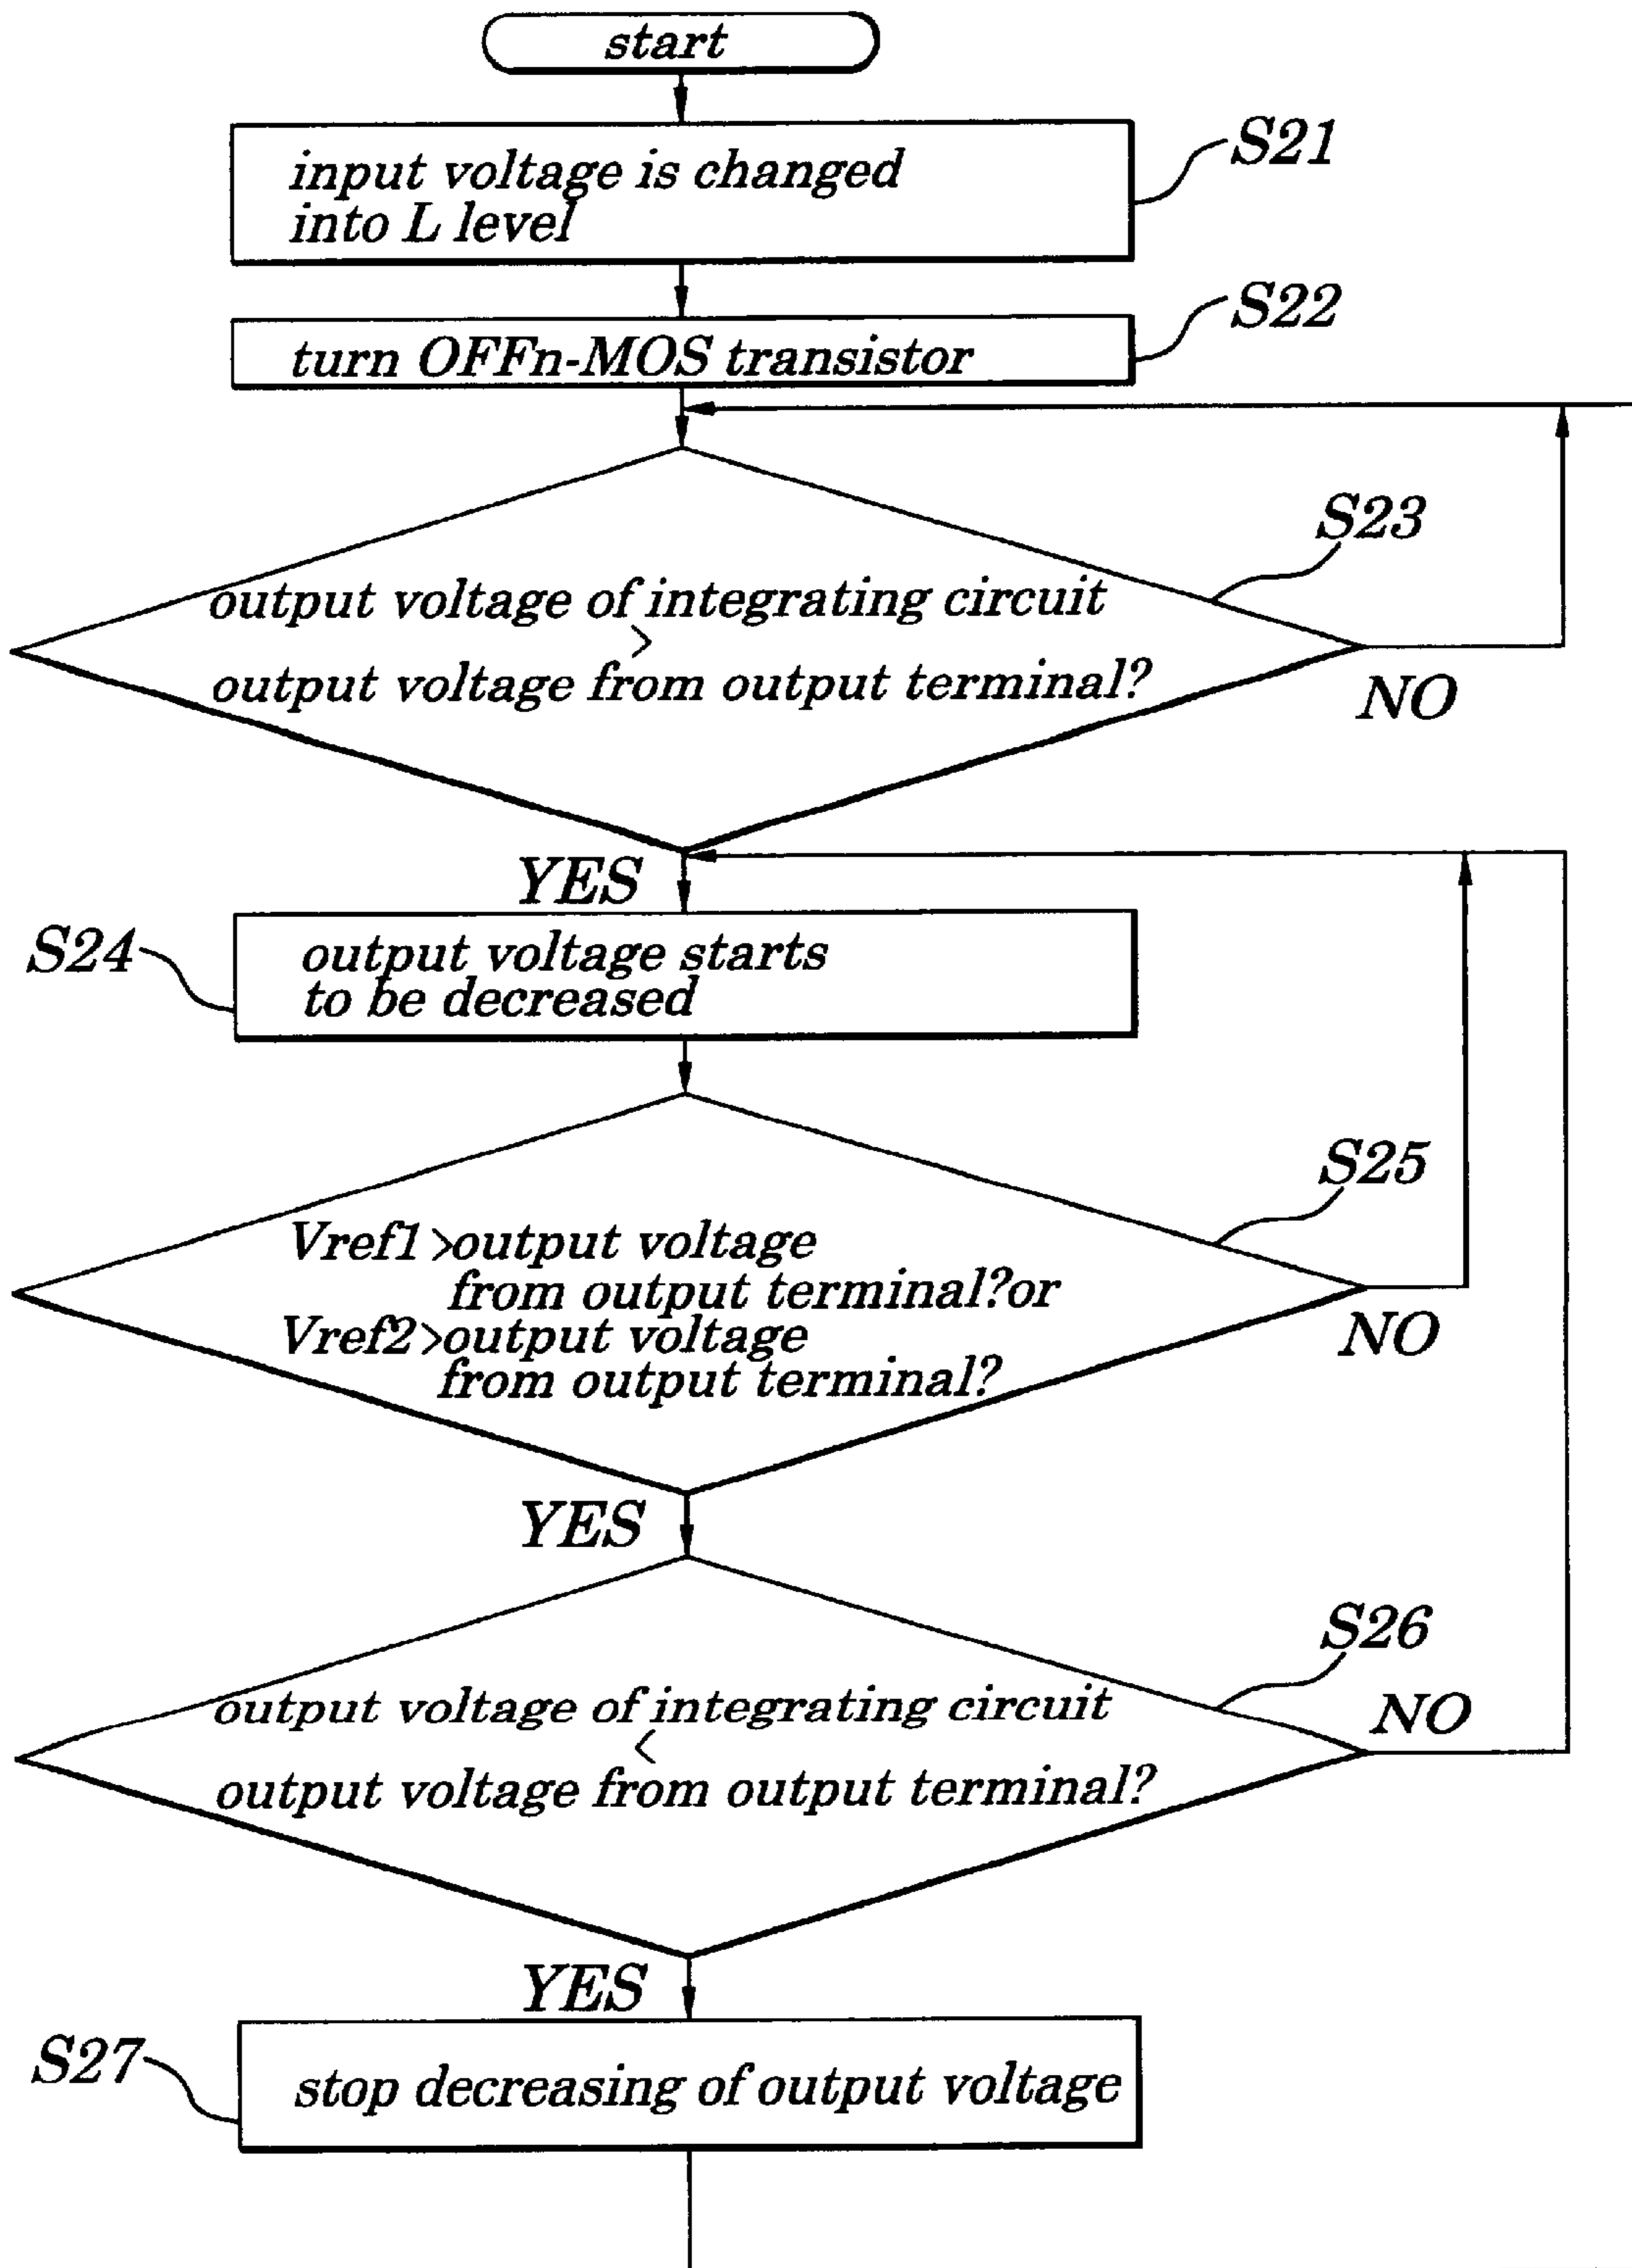 start
S21
input voltage is changed
into L level
S22
turn OFFn-MOS transistor
S23
output voltage of integrating circuit
>
output voltage from output terminal?
NO
YES
S24
output voltage starts
to be decreased
S25
Vref1>output voltage
from output terminal?or
Vref2>output voltage
from output terminal?
NO
YES
S26
output voltage of integrating circuit
<
output voltage from output terminal?
NO
YES
S27
stop decreasing of output voltage